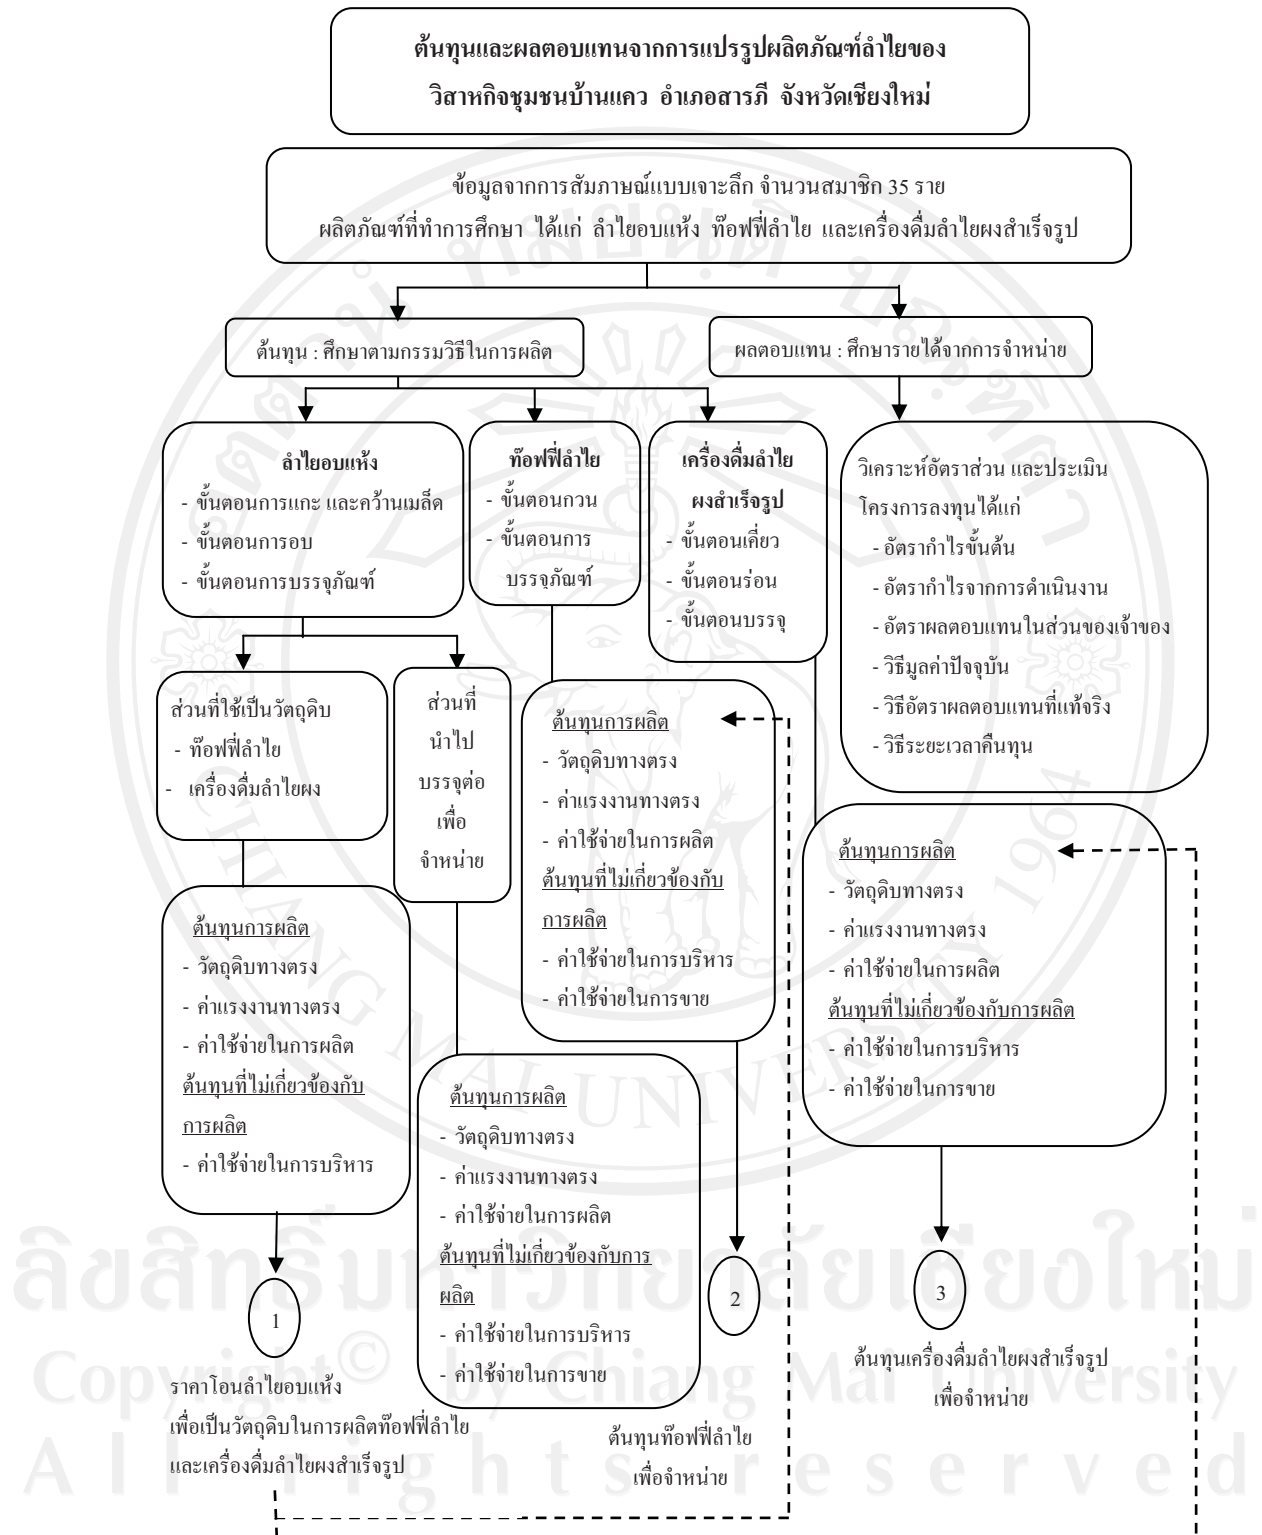 ต้นทุนและผลตอบแทนจากการแปรรูปผลิตภัณฑ์ลำไยของ
วิสาหกิจชุมชนบ้านแคว อำเภอสารภี จังหวัดเชียงใหม่
ข้อมูลจากการสัมภาษณ์แบบเจาะลึก จำนวนสมาชิก 35 ราย
ผลิตภัณฑ์ที่ทำการศึกษา ได้แก่ ลำไยอบแห้ง ท๊อฟฟี่ลำไย และเครื่องดื่มลำไยผงสำเร็จรูป
ต้นทุน : ศึกษาตามกรรมวิธีในการผลิต
ผลตอบแทน : ศึกษารายได้จากการจำหน่าย
ลำไยอบแห้ง
- ขั้นตอนการแกะ และคว้านเมล็ด
- ขั้นตอนการอบ
- ขั้นตอนการบรรจุภัณฑ์
ท๊อฟฟี่ลำไย
- ขั้นตอนกวน
- ขั้นตอนการ
บรรจุภัณฑ์
เครื่องดื่มลำไย
ผงสำเร็จรูป
- ขั้นตอนเคี่ยว
- ขั้นตอนร่อน
- ขั้นตอนบรรจุ
วิเคราะห์อัตราส่วน และประเมิน
โครงการลงทุนได้แก่
- อัตรากำไรขั้นต้น
- อัตรากำไรจากการดำเนินงาน
- อัตราผลตอบแทนในส่วนของเจ้าของ
- วิธีมูลค่าปัจจุบัน
- วิธีอัตราผลตอบแทนที่แท้จริง
- วิธีระยะเวลาคืนทุน
ส่วนที่ใช้เป็นวัตถุดิบ
- ท๊อฟฟี่ลำไย
- เครื่องดื่มลำไยผง
ส่วนที่
นำไป
บรรจุต่อ
เพื่อ
จำหน่าย
ต้นทุนการผลิต
- วัตถุดิบทางตรง
- ค่าแรงงานทางตรง
- ค่าใช้จ่ายในการผลิต
ต้นทุนที่ไม่เกี่ยวข้องกับ
การผลิต
- ค่าใช้จ่ายในการบริหาร
- ค่าใช้จ่ายในการขาย
ต้นทุนการผลิต
- วัตถุดิบทางตรง
- ค่าแรงงานทางตรง
- ค่าใช้จ่ายในการผลิต
ต้นทุนที่ไม่เกี่ยวข้องกับการผลิต
- ค่าใช้จ่ายในการบริหาร
- ค่าใช้จ่ายในการขาย
ต้นทุนการผลิต
- วัตถุดิบทางตรง
- ค่าแรงงานทางตรง
- ค่าใช้จ่ายในการผลิต
ต้นทุนที่ไม่เกี่ยวข้องกับ
การผลิต
- ค่าใช้จ่ายในการบริหาร
ต้นทุนการผลิต
- วัตถุดิบทางตรง
- ค่าแรงงานทางตรง
- ค่าใช้จ่ายในการผลิต
ต้นทุนที่ไม่เกี่ยวข้องกับการ
ผลิต
- ค่าใช้จ่ายในการบริหาร
- ค่าใช้จ่ายในการขาย
1
2
3
ราคาโอนลำไยอบแห้ง
เพื่อเป็นวัตถุดิบในการผลิตท๊อฟฟี่ลำไย
และเครื่องดื่มลำไยผงสำเร็จรูป
ต้นทุนท๊อฟฟี่ลำไย
เพื่อจำหน่าย
ต้นทุนเครื่องดื่มลำไยผงสำเร็จรูป
เพื่อจำหน่าย
CHIANG MAI UNIVERSITY 1964
ลิขสิทธิ์มหาวิทยาลัยเชียงใหม่
Copyright © by Chiang Mai University
All rights reserved